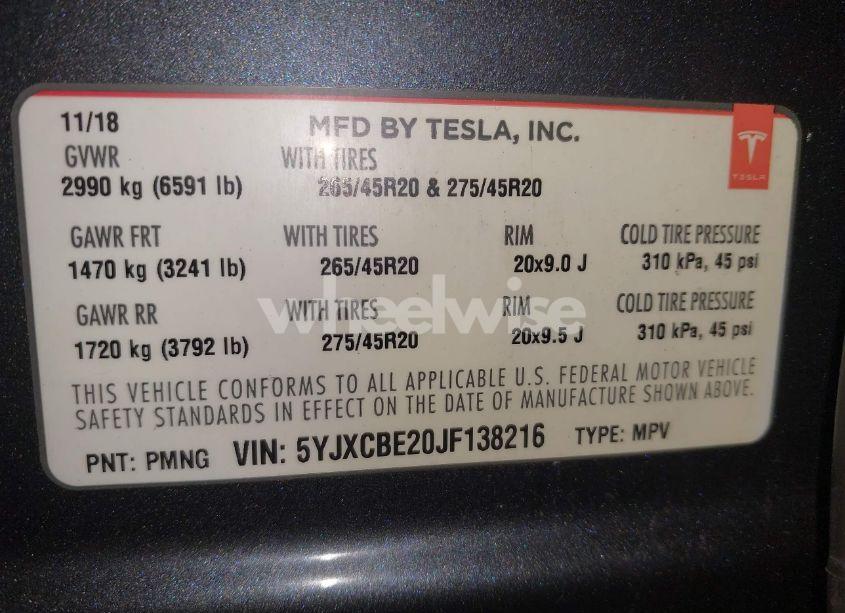 11/18 MFD BY TESLA, INC.
TESLA
GVWR WITH TIRES
2990 kg (6591 lb) 265/45R20 & 275/45R20
GAWR FRT WITH TIRES RIM COLD TIRE PRESSURE
1470 kg (3241 lb) 265/45R20 20x9.0 J 310 kPa, 45 psi
wheelwise
GAWR RR WITH TIRES RIM COLD TIRE PRESSURE
1720 kg (3792 lb) 275/45R20 20x9.5 J 310 kPa, 45 psi
THIS VEHICLE CONFORMS TO ALL APPLICABLE U.S. FEDERAL MOTOR VEHICLE
SAFETY STANDARDS IN EFFECT ON THE DATE OF MANUFACTURE SHOWN ABOVE.
PNT: PMNG VIN: 5YJXCBE20JF138216 TYPE: MPV